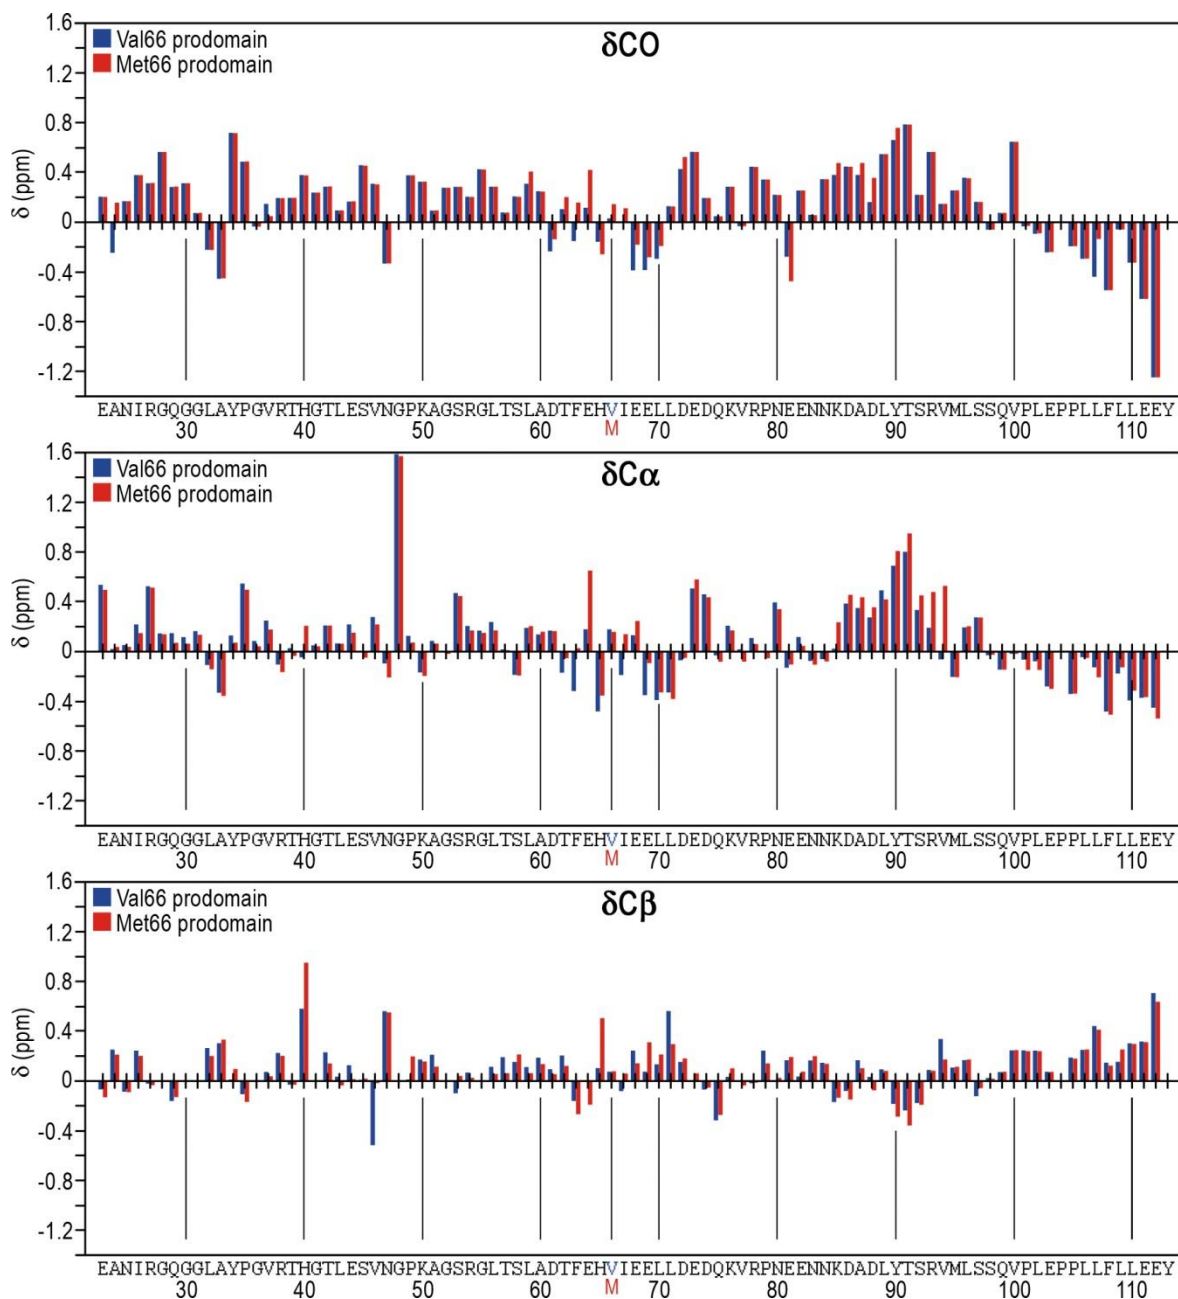 δCO
Val66 prodomain
Met66 prodomain
δ (ppm)
1.6
1.2
0.8
0.4
0
-0.4
-0.8
-1.2
EANIRGQGGLAYPGVRTHGTLESVNGPKAGSRGLTSLADTFEHVIEELLDEDQKVRPNEENNKDADLYTSRVMLSSQVPLEPPLLFLLEEY
30 40 50 60 M 70 80 90 100 110
δCα
Val66 prodomain
Met66 prodomain
δ (ppm)
1.6
1.2
0.8
0.4
0
-0.4
-0.8
-1.2
EANIRGQGGLAYPGVRTHGTLESVNGPKAGSRGLTSLADTFEHVIEELLDEDQKVRPNEENNKDADLYTSRVMLSSQVPLEPPLLFLLEEY
30 40 50 60 M 70 80 90 100 110
δCβ
Val66 prodomain
Met66 prodomain
δ (ppm)
1.6
1.2
0.8
0.4
0
-0.4
-0.8
-1.2
EANIRGQGGLAYPGVRTHGTLESVNGPKAGSRGLTSLADTFEHVIEELLDEDQKVRPNEENNKDADLYTSRVMLSSQVPLEPPLLFLLEEY
30 40 50 60 M 70 80 90 100 110